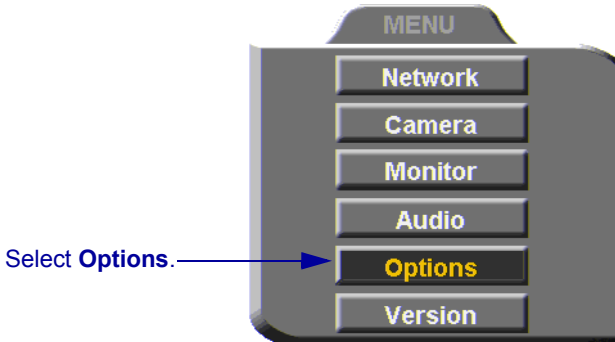 MENU
Network
Camera
Monitor
Audio
Select Options.
Options
Version